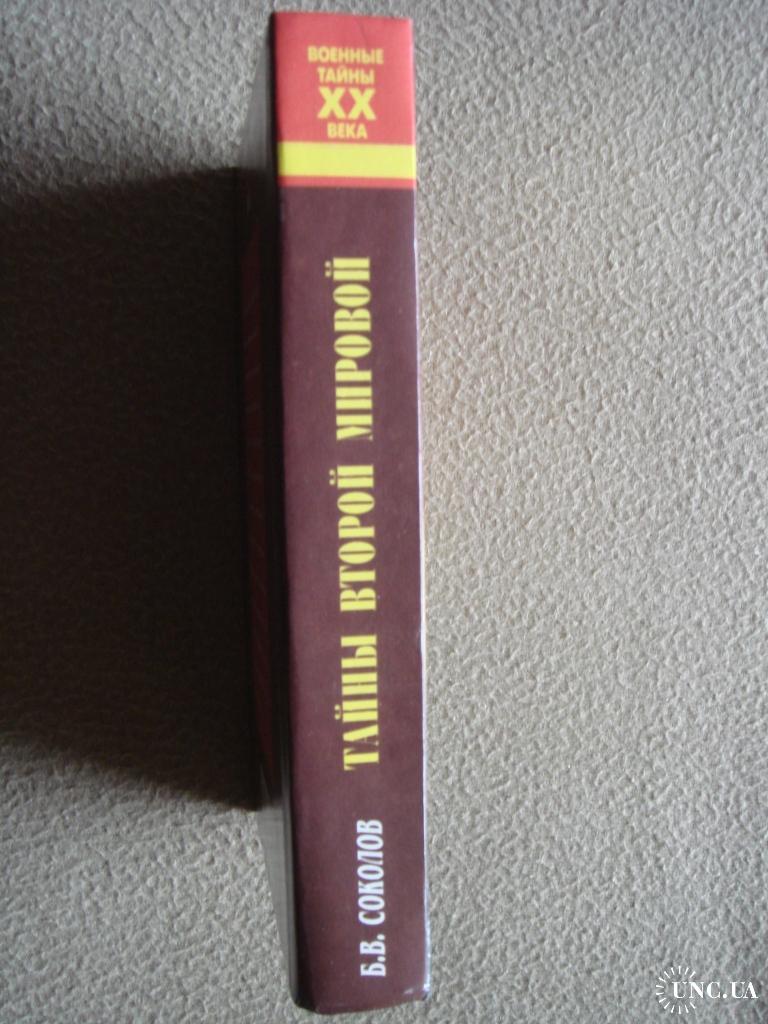 ВОЕННЫЕ
ТАЙНЫ
XX
ВЕКА
ТАЙНЫ ВТОРОЙ МИРОВОЙ
Б.В. СОКОЛОВ
UNC.UA